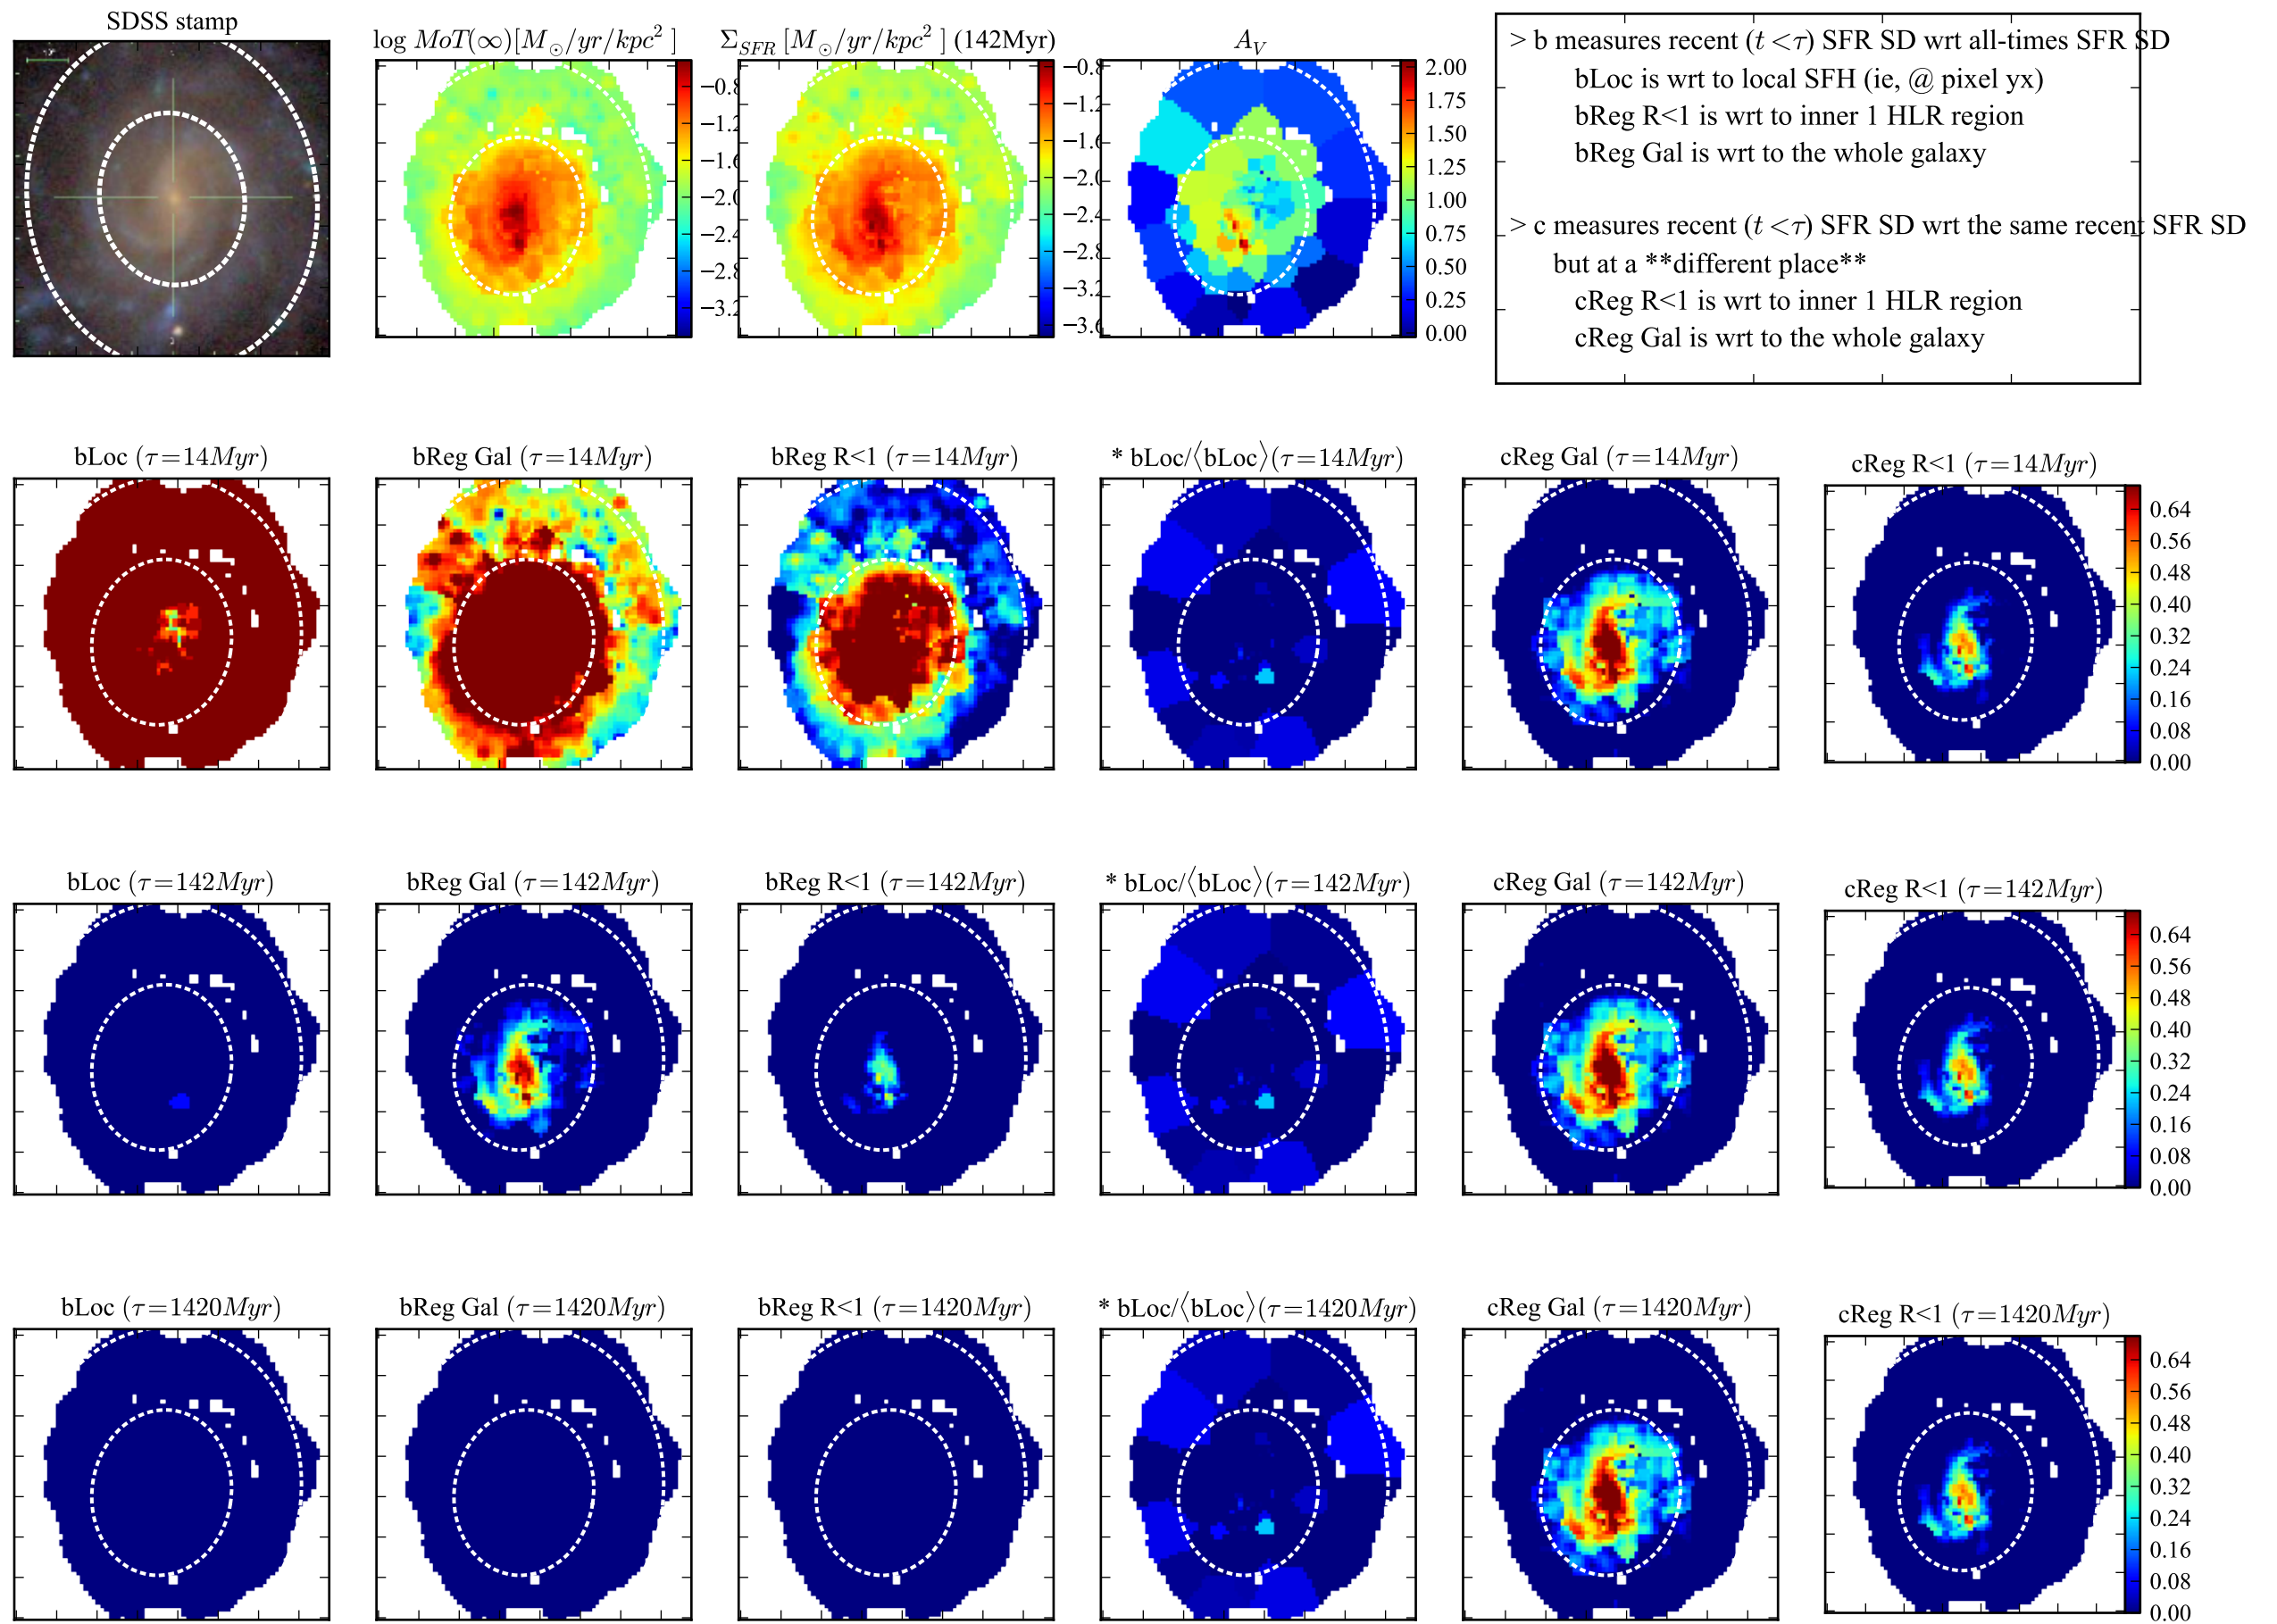 SDSS stamp
log MoT(∞)[M⊙/yr/kpc² ]
Σ_SFR [M⊙/yr/kpc² ] (142Myr)
A_V
−0.8
−1.2
−1.6
−2.0
−2.4
−2.8
−3.2
−0.8
−1.2
−1.6
−2.0
−2.4
−2.8
−3.2
−3.6
2.00
1.75
1.50
1.25
1.00
0.75
0.50
0.25
0.00
> b measures recent (t <τ) SFR SD wrt all-times SFR SD
bLoc is wrt to local SFH (ie, @ pixel yx)
bReg R<1 is wrt to inner 1 HLR region
bReg Gal is wrt to the whole galaxy
> c measures recent (t <τ) SFR SD wrt the same recent SFR SD
but at a **different place**
cReg R<1 is wrt to inner 1 HLR region
cReg Gal is wrt to the whole galaxy
bLoc (τ=14Myr)
bReg Gal (τ=14Myr)
bReg R<1 (τ=14Myr)
* bLoc/⟨bLoc⟩(τ=14Myr)
cReg Gal (τ=14Myr)
cReg R<1 (τ=14Myr)
0.64
0.56
0.48
0.40
0.32
0.24
0.16
0.08
0.00
bLoc (τ=142Myr)
bReg Gal (τ=142Myr)
bReg R<1 (τ=142Myr)
* bLoc/⟨bLoc⟩(τ=142Myr)
cReg Gal (τ=142Myr)
cReg R<1 (τ=142Myr)
0.64
0.56
0.48
0.40
0.32
0.24
0.16
0.08
0.00
bLoc (τ=1420Myr)
bReg Gal (τ=1420Myr)
bReg R<1 (τ=1420Myr)
* bLoc/⟨bLoc⟩(τ=1420Myr)
cReg Gal (τ=1420Myr)
cReg R<1 (τ=1420Myr)
0.64
0.56
0.48
0.40
0.32
0.24
0.16
0.08
0.00